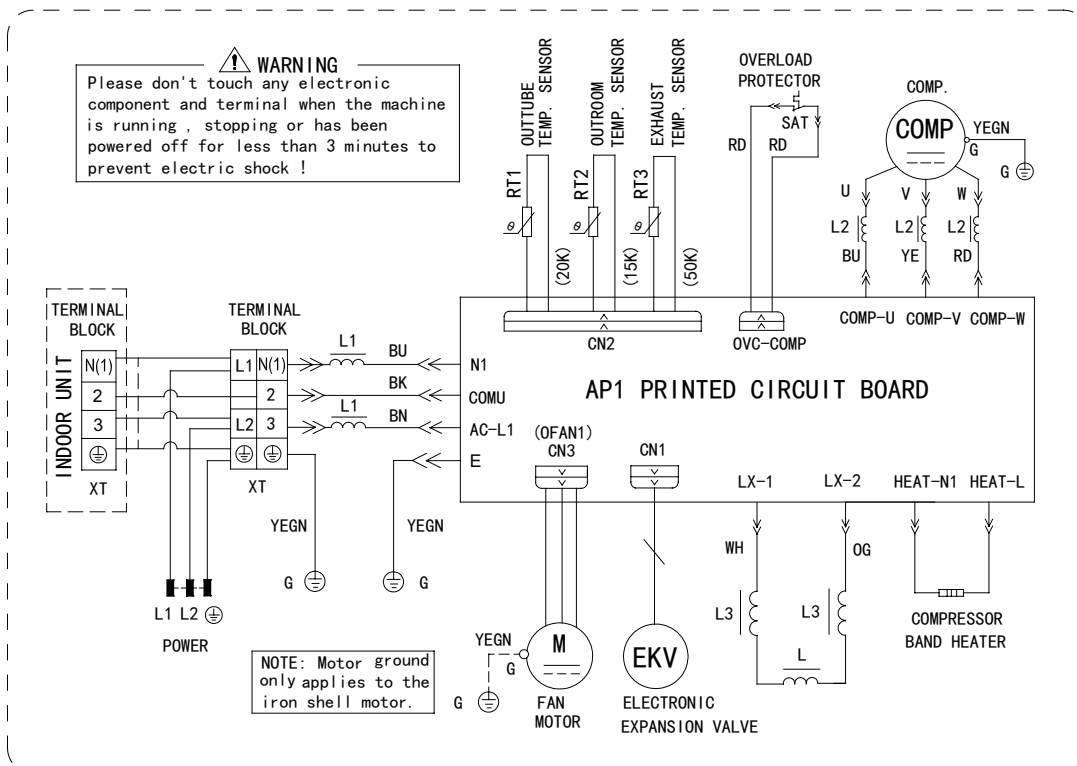 WARNING
Please don't touch any electronic
component and terminal when the machine
is running , stopping or has been
powered off for less than 3 minutes to
prevent electric shock !
OUTTUBE
TEMP. SENSOR
OUTROOM
TEMP. SENSOR
EXHAUST
TEMP. SENSOR
RT1
RT2
RT3
θ
θ
θ
(20K)
(15K)
(50K)
OVERLOAD
PROTECTOR
SAT
RD
RD
COMP.
COMP
YEGN
G
G
U
V
W
L2
L2
L2
BU
YE
RD
COMP-U
COMP-V
COMP-W
CN2
OVC-COMP
AP1 PRINTED CIRCUIT BOARD
INDOOR UNIT
TERMINAL
BLOCK
N(1)
2
3
XT
TERMINAL
BLOCK
L1
N(1)
2
L2
3
XT
L1
BU
N1
BK
COMU
L1
BN
AC-L1
E
YEGN
G
YEGN
G
L1
L2
POWER
(OFAN1)
CN3
CN1
LX-1
LX-2
HEAT-N1
HEAT-L
WH
OG
L3
L3
L
COMPRESSOR
BAND HEATER
NOTE: Motor ground
only applies to the
iron shell motor.
YEGN
G
G
M
FAN
MOTOR
EKV
ELECTRONIC
EXPANSION VALVE